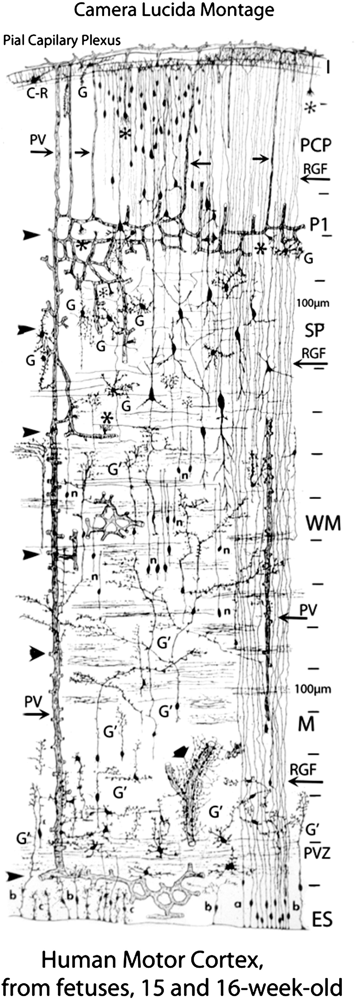 Camera Lucida Montage
Pial Capilary Plexus
I
C-R
G
*
*
PV
PCP
RGF
P1
*
*
G
*
G
100µm
G
SP
G
RGF
G
G
*
G'
n
n
WM
n
n
n
n
PV
n
G'
100µm
PV
G'
M
G'
RGF
G'
G'
G'
G'
PVZ
b
b
c
c
b
a
b
ES
Human Motor Cortex,
from fetuses, 15 and 16-week-old